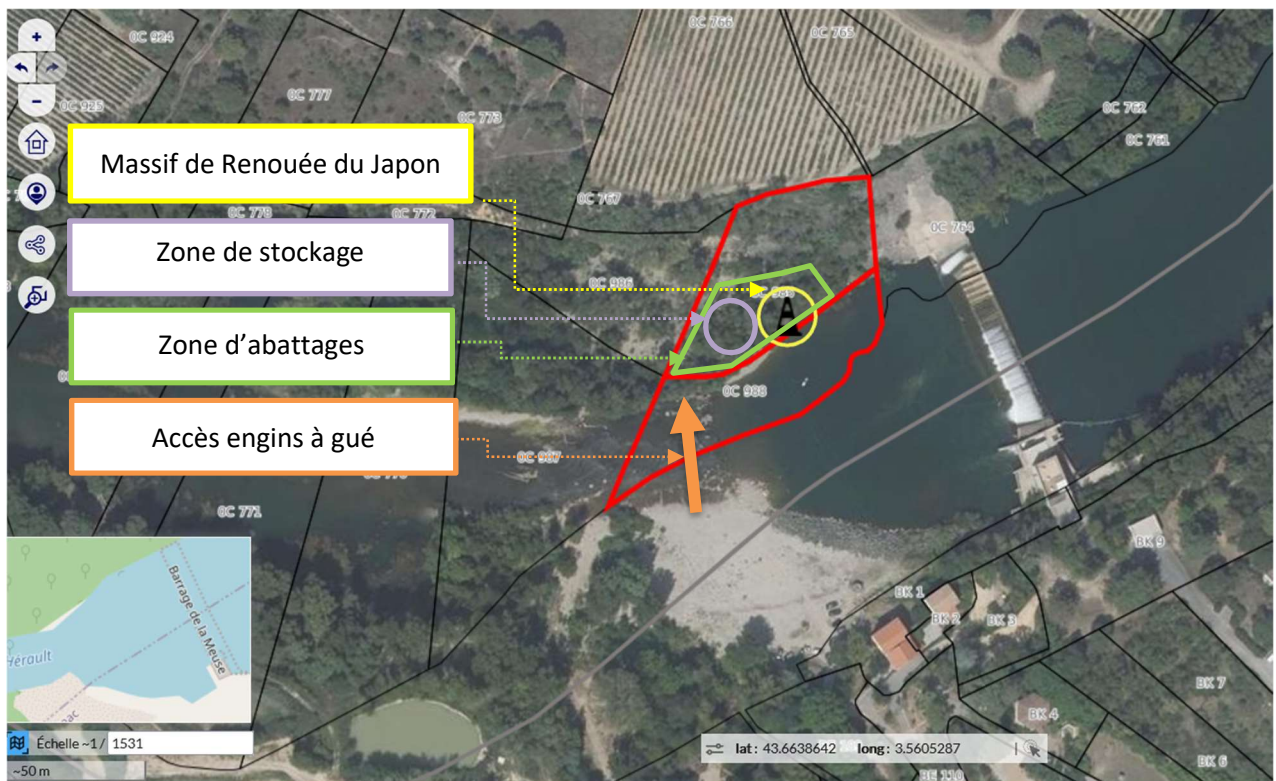 0C 924
0C 766
0C 765
0C 777
0C 925
0C 773
0C 762
0C 761
Massif de Renouée du Japon
0C 767
0C 778
0C 772
0C 764
Zone de stockage
0C 986
Zone d'abattages
0C 988
Accès engins à gué
0C 987
0C 771
BK 9
Barrage de la Meuse
Hérault
BK 1
BK 2
BK 3
BK 7
BK 4
Échelle ~1/ 1531
lat: 43.6638642 long: 3.5605287
BK 6
~50 m
BE 110